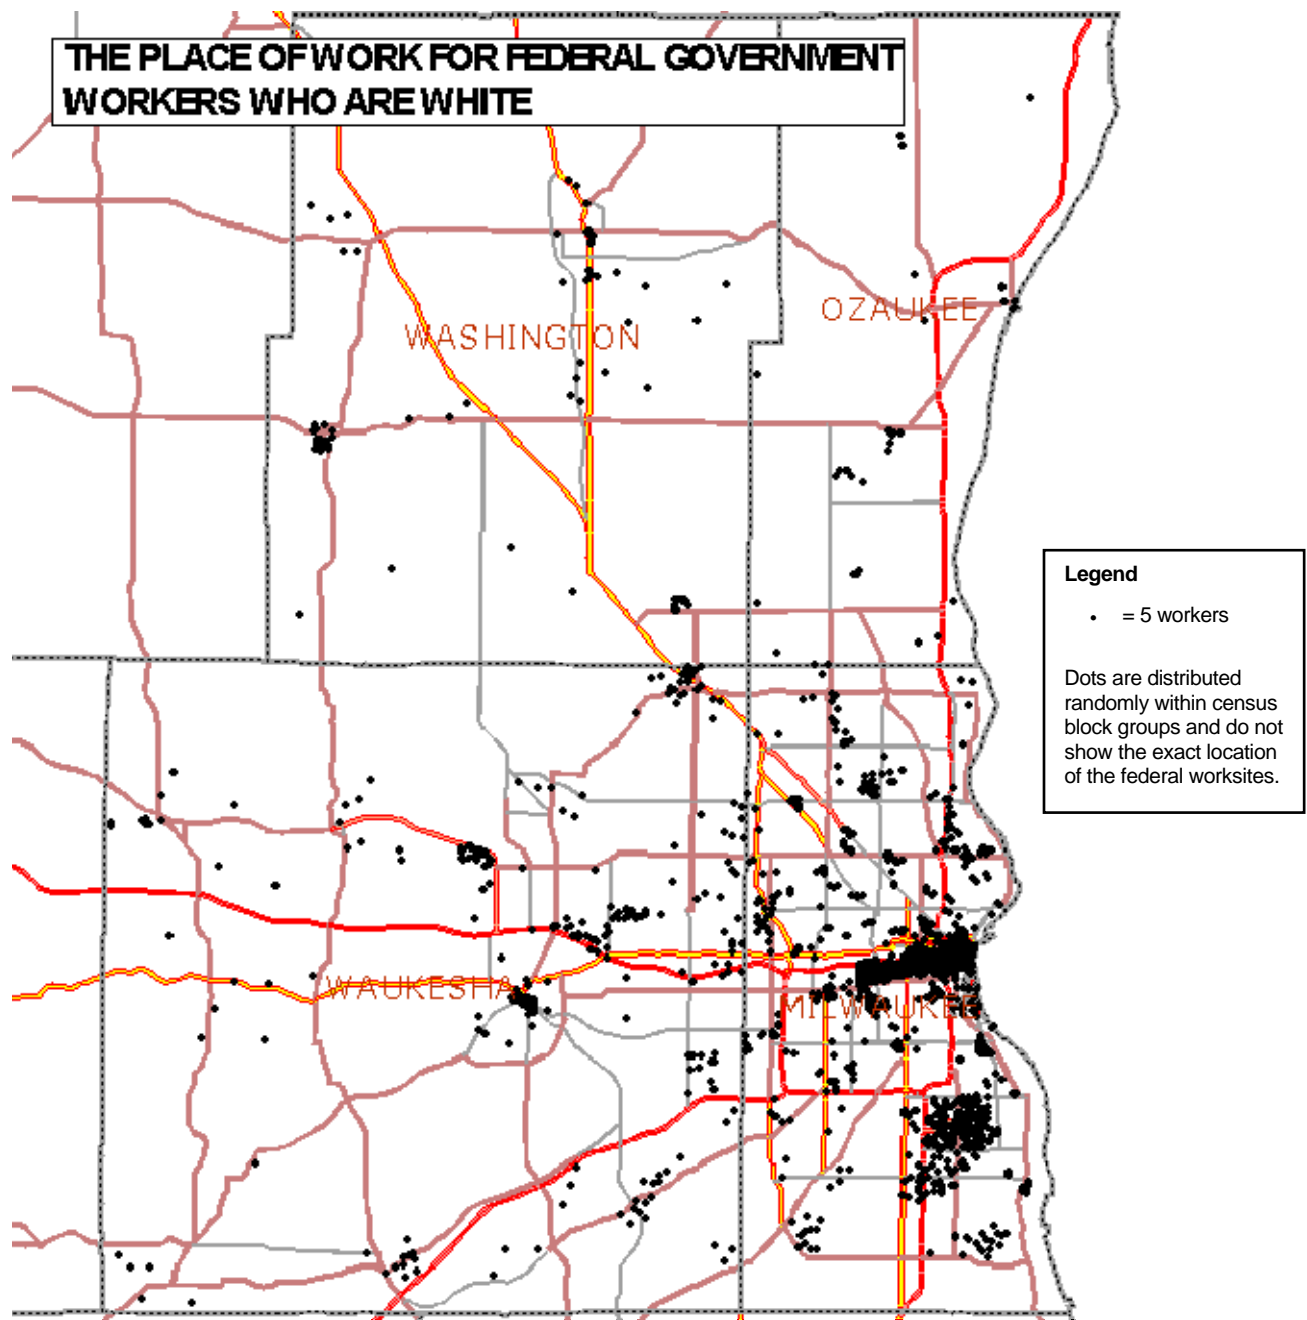 THE PLACE OF WORK FOR FEDERAL GOVERNMENT
WORKERS WHO ARE WHITE
OZAUKEE
WASHINGTON
Legend
= 5 workers
Dots are distributed
randomly within census
block groups and do not
show the exact location
of the federal worksites.
WAUKESHA
MILWAUKEE